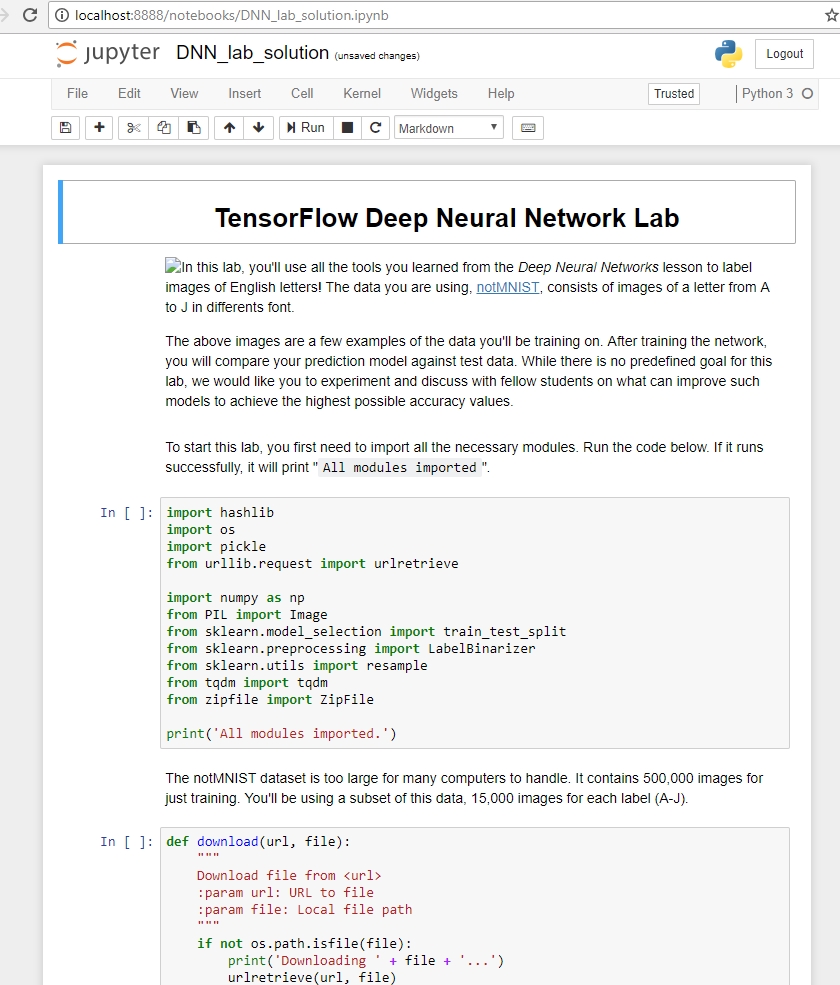 localhost:8888/notebooks/DNN_lab_solution.ipynb
jupyter DNN_lab_solution (unsaved changes)
Logout
File Edit View Insert Cell Kernel Widgets Help Trusted Python 3
Run Markdown
TensorFlow Deep Neural Network Lab
In this lab, you'll use all the tools you learned from the Deep Neural Networks lesson to label
images of English letters! The data you are using, notMNIST, consists of images of a letter from A
to J in differents font.
The above images are a few examples of the data you'll be training on. After training the network,
you will compare your prediction model against test data. While there is no predefined goal for this
lab, we would like you to experiment and discuss with fellow students on what can improve such
models to achieve the highest possible accuracy values.
To start this lab, you first need to import all the necessary modules. Run the code below. If it runs
successfully, it will print " All modules imported ".
In [ ]: import hashlib
import os
import pickle
from urllib.request import urlretrieve
import numpy as np
from PIL import Image
from sklearn.model_selection import train_test_split
from sklearn.preprocessing import LabelBinarizer
from sklearn.utils import resample
from tqdm import tqdm
from zipfile import ZipFile
print('All modules imported.')
The notMNIST dataset is too large for many computers to handle. It contains 500,000 images for
just training. You'll be using a subset of this data, 15,000 images for each label (A-J).
In [ ]: def download(url, file):
"""
Download file from <url>
:param url: URL to file
:param file: Local file path
"""
if not os.path.isfile(file):
print('Downloading ' + file + '...')
urlretrieve(url, file)